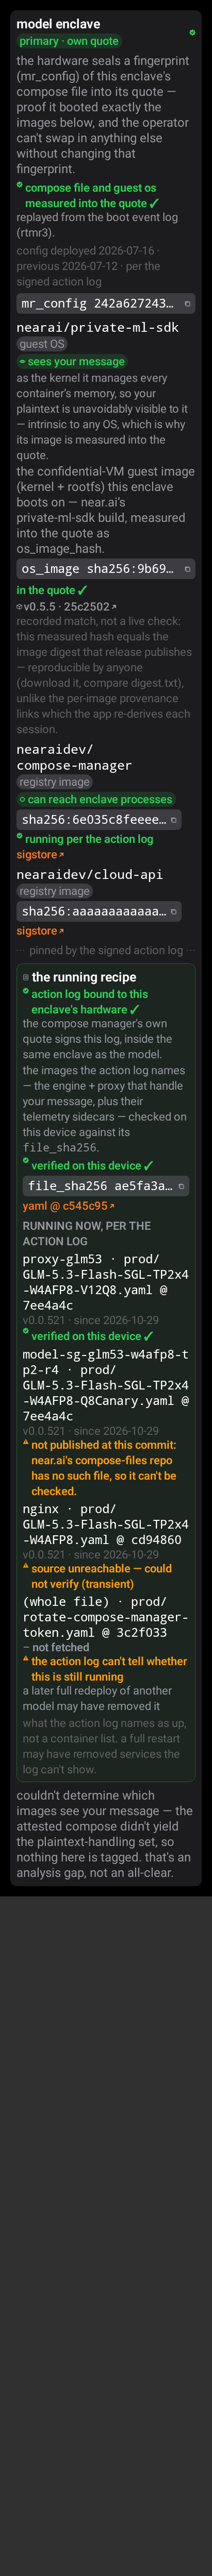 model enclave
primary · own quote
the hardware seals a fingerprint
(mr_config) of this enclave's
compose file into its quote —
proof it booted exactly the
images below, and the operator
can't swap in anything else
without changing that
fingerprint.
compose file and guest os
measured into the quote ✓
replayed from the boot event log
(rtmr3).
config deployed 2026-07-16 ·
previous 2026-07-12 · per the
signed action log
mr_config 242a627243…
nearai/private-ml-sdk
guest OS
sees your message
as the kernel it manages every
container's memory, so your
plaintext is unavoidably visible to it
— intrinsic to any OS, which is why
its image is measured into the
quote.
the confidential-VM guest image
(kernel + rootfs) this enclave
boots on — near.ai's
private-ml-sdk build, measured
into the quote as
os_image_hash.
os_image sha256:9b69…
in the quote ✓
v0.5.5 · 25c2502↗
recorded match, not a live check:
this measured hash equals the
image digest that release publishes
— reproducible by anyone
(download it, compare digest.txt),
unlike the per-image provenance
links which the app re-derives each
session.
nearaidev/
compose-manager
registry image
can reach enclave processes
sha256:6e035c8feeee…
running per the action log
sigstore↗
nearaidev/cloud-api
registry image
sha256:aaaaaaaaaaaa…
sigstore↗
pinned by the signed action log
the running recipe
action log bound to this
enclave's hardware ✓
the compose manager's own
quote signs this log, inside the
same enclave as the model.
the images the action log names
— the engine + proxy that handle
your message, plus their
telemetry sidecars — checked on
this device against its
file_sha256.
verified on this device ✓
file_sha256 ae5fa3a…
yaml @ c545c95↗
RUNNING NOW, PER THE
ACTION LOG
proxy-glm53 · prod/
GLM-5.3-Flash-SGL-TP2x4
-W4AFP8-V12Q8.yaml @
7ee4a4c
v0.0.521 · since 2026-10-29
verified on this device ✓
model-sg-glm53-w4afp8-t
p2-r4 · prod/
GLM-5.3-Flash-SGL-TP2x4
-W4AFP8-Q8Canary.yaml @
7ee4a4c
v0.0.521 · since 2026-10-29
not published at this commit:
near.ai's compose-files repo
has no such file, so it can't be
checked.
nginx · prod/
GLM-5.3-Flash-SGL-TP2x4
-W4AFP8.yaml @ cd94860
v0.0.521 · since 2026-10-29
source unreachable — could
not verify (transient)
(whole file) · prod/
rotate-compose-manager-
token.yaml @ 3c2f033
— not fetched
the action log can't tell whether
this is still running
a later full redeploy of another
model may have removed it
what the action log names as up,
not a container list. a full restart
may have removed services the
log can't show.
couldn't determine which
images see your message — the
attested compose didn't yield
the plaintext-handling set, so
nothing here is tagged. that's an
analysis gap, not an all-clear.